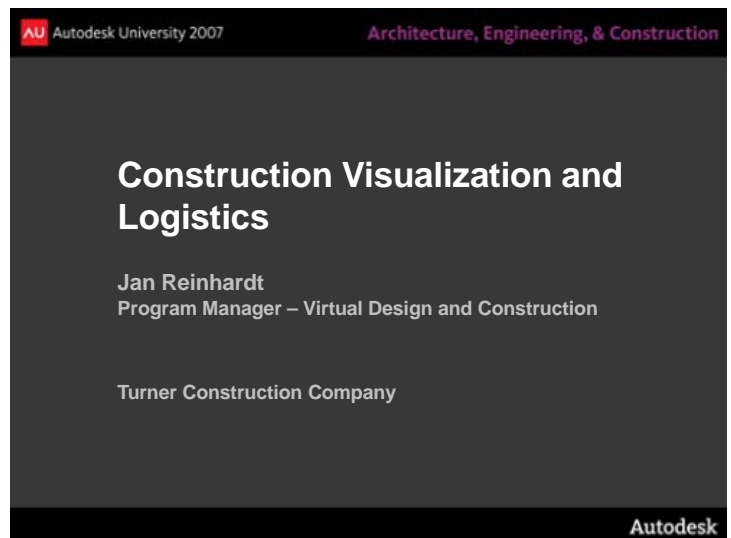 AU Autodesk University 2007
Architecture, Engineering, & Construction
Construction Visualization and
Logistics
Jan Reinhardt
Program Manager – Virtual Design and Construction
Turner Construction Company
Autodesk